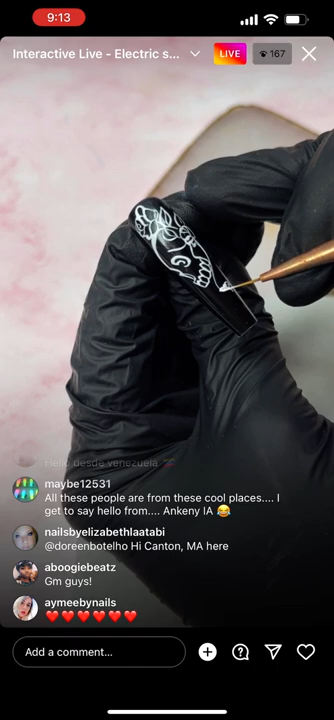 9:13
Interactive Live - Electric s...
LIVE
167
Hello desde venezuela
maybe12531
All these people are from these cool places.... I
get to say hello from.... Ankeny IA 😂
nailsbyelizabethlaatabi
@doreenbotelho Hi Canton, MA here
aboogiebeatz
Gm guys!
aymeebynails
❤️❤️❤️❤️❤️❤️
Add a comment...